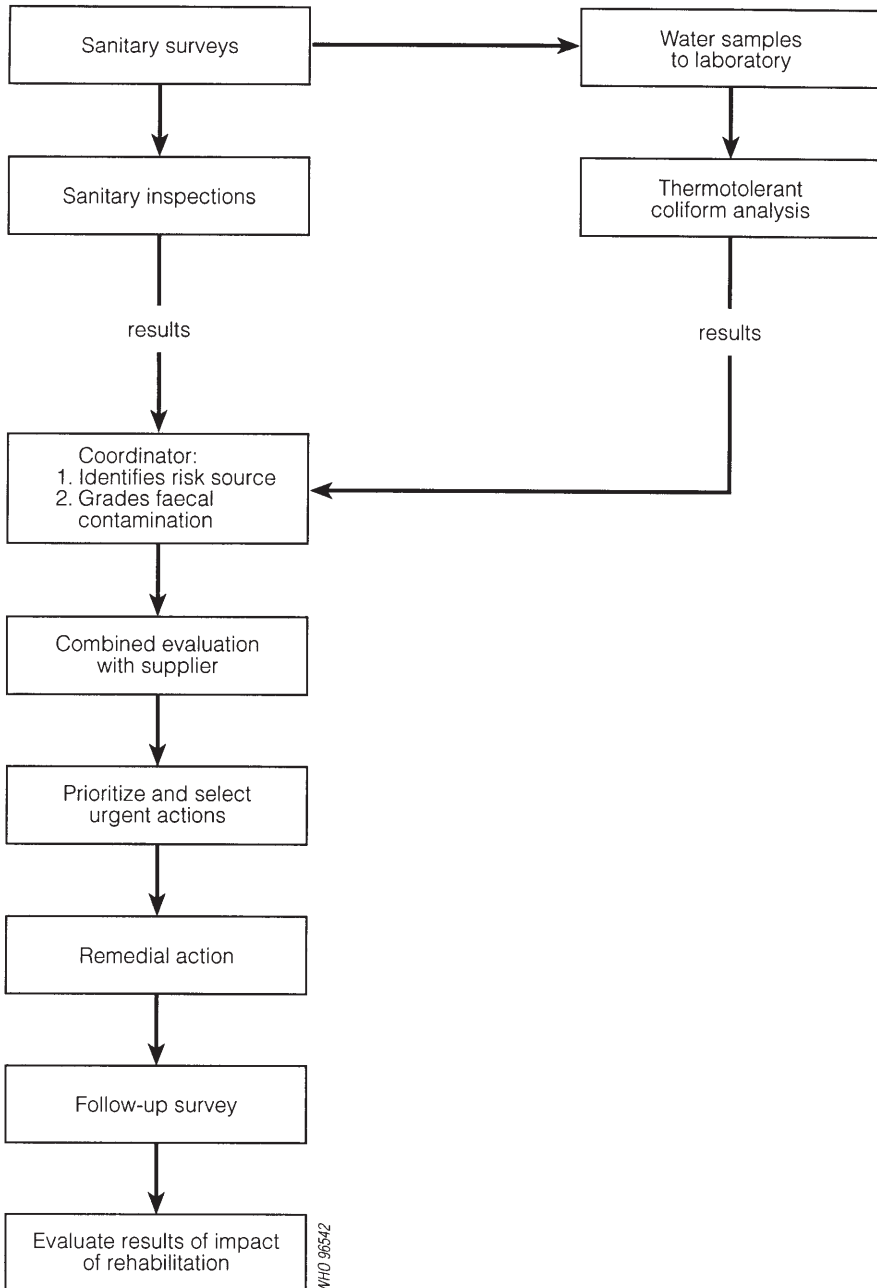 Sanitary surveys
Water samples
to laboratory
Sanitary inspections
Thermotolerant
coliform analysis
results
results
Coordinator:
1. Identifies risk source
2. Grades faecal
contamination
Combined evaluation
with supplier
Prioritize and select
urgent actions
Remedial action
Follow-up survey
Evaluate results of impact
of rehabilitation
WHO 96542